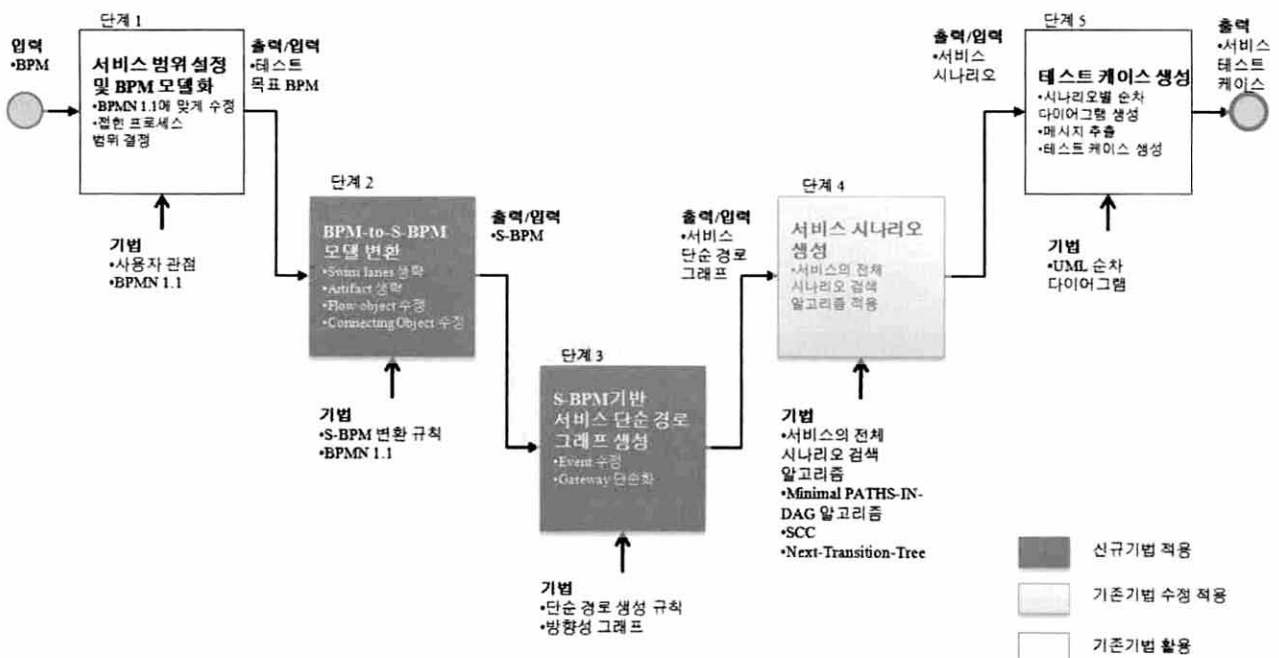 단계 1
입력
•BPM
서비스 범위 설정
및 BPM 모델화
•BPMN 1.1에 맞게 수정
•접힌 프로세스
범위 결정
기법
•사용자 관점
•BPMN 1.1
출력/입력
•테스트
목표 BPM
단계 2
BPM-to-S-BPM
모델 변환
•Swim lanes 생략
•Artifact 생략
•Flow object 수정
•Connecting Object 수정
기법
•S-BPM 변환 규칙
•BPMN 1.1
출력/입력
•S-BPM
단계 3
S-BPM기반
서비스 단순 경로
그래프 생성
•Event 수정
•Gateway 단순화
기법
•단순 경로 생성 규칙
•방향성 그래프
출력/입력
•서비스
단순 경로
그래프
단계 4
서비스 시나리오
생성
•서비스의 전체
시나리오 검색
알고리즘 적용
기법
•서비스의 전체
시나리오 검색
알고리즘
•Minimal PATHS-IN-
DAG 알고리즘
•SCC
•Next-Transition-Tree
출력/입력
•서비스
시나리오
단계 5
테스트 케이스 생성
•시나리오별 순차
다이어그램 생성
•메시지 추출
•테스트 케이스 생성
기법
•UML 순차
다이어그램
출력
•서비스
테스트
케이스
신규기법 적용
기존기법 수정 적용
기존기법 활용